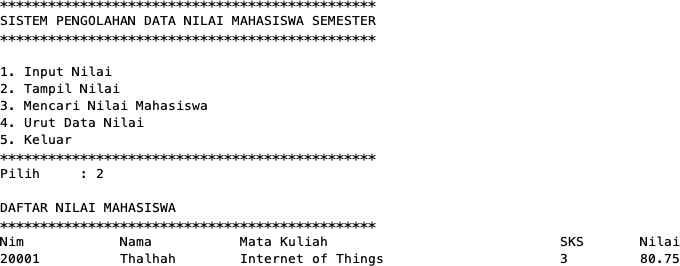 ***********************************************
SISTEM PENGOLAHAN DATA NILAI MAHASISWA SEMESTER
***********************************************
1. Input Nilai
2. Tampil Nilai
3. Mencari Nilai Mahasiswa
4. Urut Data Nilai
5. Keluar
***********************************************
Pilih     : 2
DAFTAR NILAI MAHASISWA
***********************************************
Nim          Nama           Mata Kuliah                             SKS       Nilai
20001          Thalhah        Internet of Things                      3         80.75